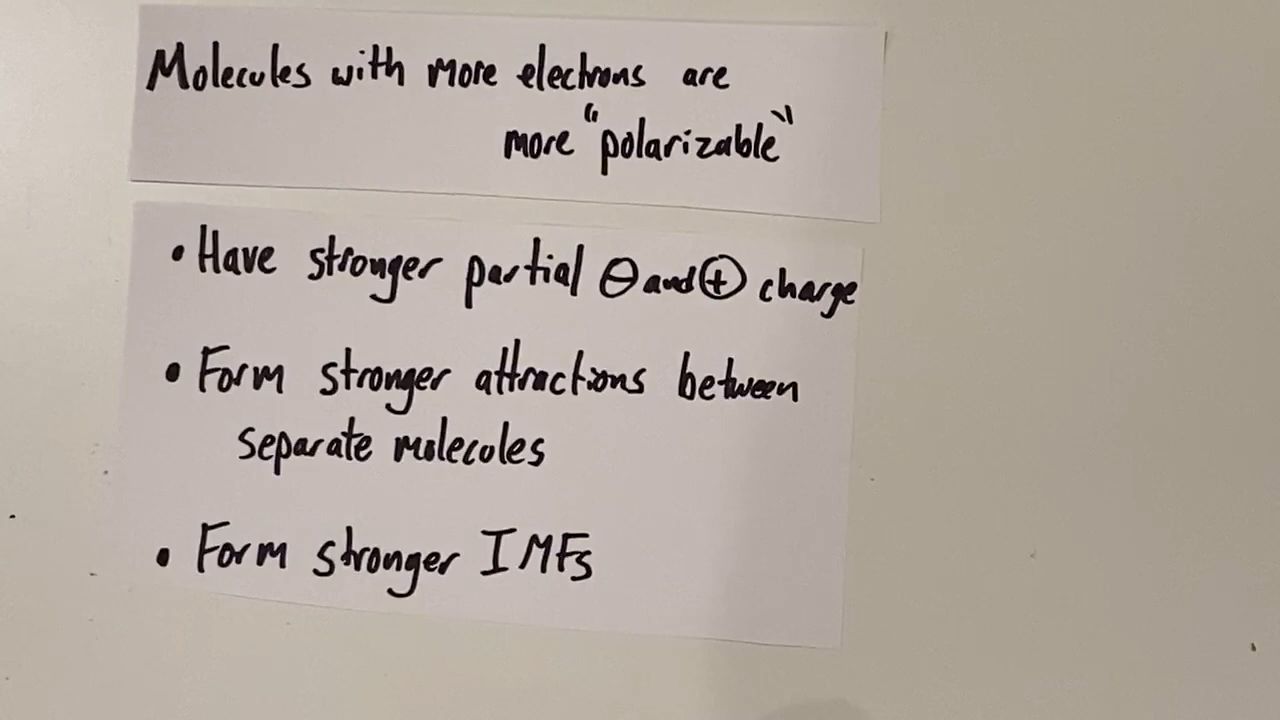 Molecules with more electrons are
more "polarizable"
• Have stronger partial ⊖ and ⊕ charge
• Form stronger attractions between
separate molecules
• Form stronger IMFs